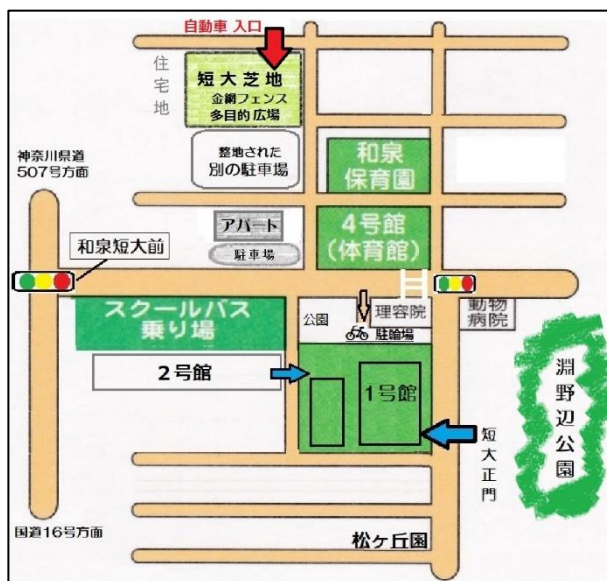 自動車 入口
住宅地
短大芝地
金網フェンス
多目的広場
整地された
別の駐車場
和泉
保育園
神奈川県道
507号方面
アパート
駐車場
4号館
(体育館)
和泉短大前
スクールバス
乗り場
公園
理容院
駐輪場
動物
病院
2号館
1号館
淵野辺公園
短大正門
国道16号方面
松ヶ丘園